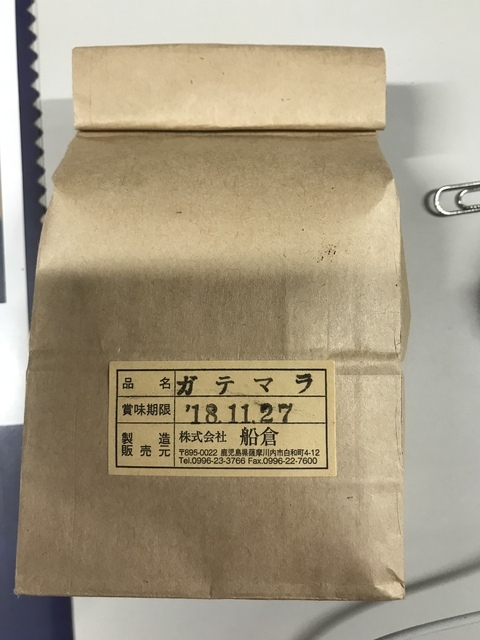 品名 ガテマラ
賞味期限 '18.11.27
製造販売元 株式会社 船倉
〒895-0022 鹿児島県薩摩川内市白和町4-12
Tel.0996-23-3766 Fax.0996-22-7600